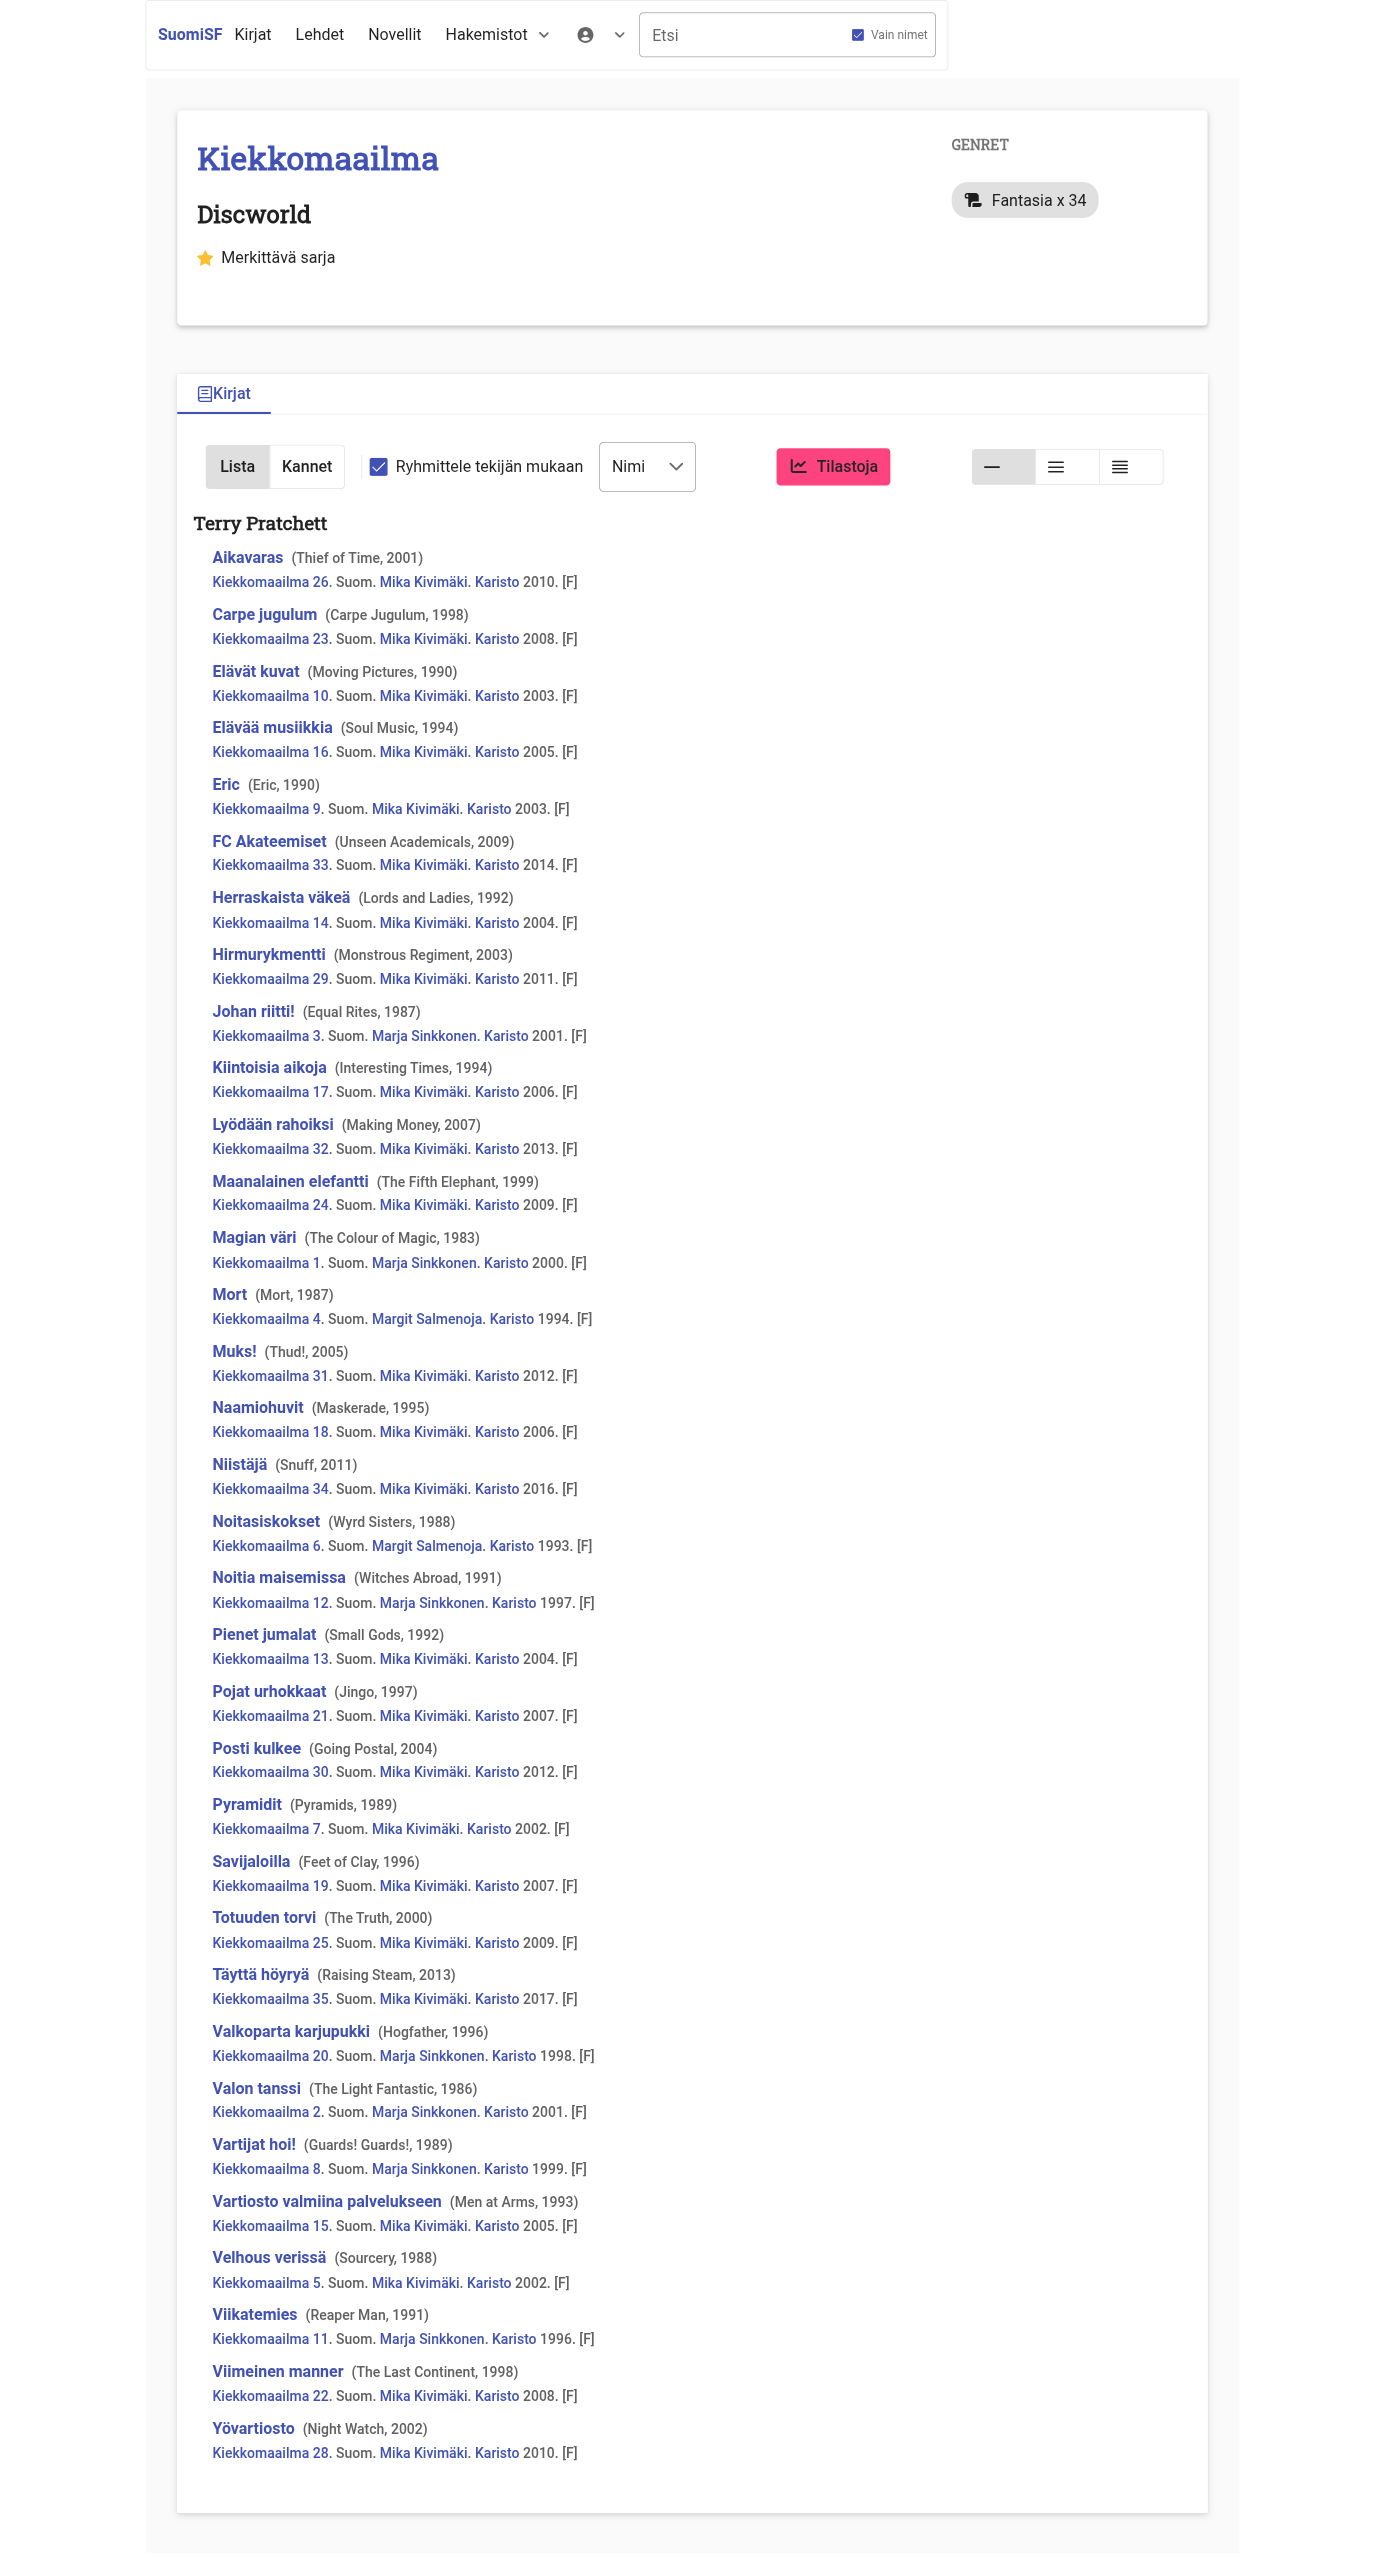 SuomiSF Kirjat Lehdet Novellit Hakemistot Etsi Vain nimet
Kiekkomaailma
GENRET
Discworld
Fantasia x 34
Merkittävä sarja
Kirjat
Lista Kannet Ryhmittele tekijän mukaan Nimi Tilastoja
Terry Pratchett
Aikavaras (Thief of Time, 2001)
Kiekkomaailma 26. Suom. Mika Kivimäki. Karisto 2010. [F]
Carpe jugulum (Carpe Jugulum, 1998)
Kiekkomaailma 23. Suom. Mika Kivimäki. Karisto 2008. [F]
Elävät kuvat (Moving Pictures, 1990)
Kiekkomaailma 10. Suom. Mika Kivimäki. Karisto 2003. [F]
Elävää musiikkia (Soul Music, 1994)
Kiekkomaailma 16. Suom. Mika Kivimäki. Karisto 2005. [F]
Eric (Eric, 1990)
Kiekkomaailma 9. Suom. Mika Kivimäki. Karisto 2003. [F]
FC Akateemiset (Unseen Academicals, 2009)
Kiekkomaailma 33. Suom. Mika Kivimäki. Karisto 2014. [F]
Herraskaista väkeä (Lords and Ladies, 1992)
Kiekkomaailma 14. Suom. Mika Kivimäki. Karisto 2004. [F]
Hirmurykmentti (Monstrous Regiment, 2003)
Kiekkomaailma 29. Suom. Mika Kivimäki. Karisto 2011. [F]
Johan riitti! (Equal Rites, 1987)
Kiekkomaailma 3. Suom. Marja Sinkkonen. Karisto 2001. [F]
Kiintoisia aikoja (Interesting Times, 1994)
Kiekkomaailma 17. Suom. Mika Kivimäki. Karisto 2006. [F]
Lyödään rahoiksi (Making Money, 2007)
Kiekkomaailma 32. Suom. Mika Kivimäki. Karisto 2013. [F]
Maanalainen elefantti (The Fifth Elephant, 1999)
Kiekkomaailma 24. Suom. Mika Kivimäki. Karisto 2009. [F]
Magian väri (The Colour of Magic, 1983)
Kiekkomaailma 1. Suom. Marja Sinkkonen. Karisto 2000. [F]
Mort (Mort, 1987)
Kiekkomaailma 4. Suom. Margit Salmenoja. Karisto 1994. [F]
Muks! (Thud!, 2005)
Kiekkomaailma 31. Suom. Mika Kivimäki. Karisto 2012. [F]
Naamiohuvit (Maskerade, 1995)
Kiekkomaailma 18. Suom. Mika Kivimäki. Karisto 2006. [F]
Niistäjä (Snuff, 2011)
Kiekkomaailma 34. Suom. Mika Kivimäki. Karisto 2016. [F]
Noitasiskokset (Wyrd Sisters, 1988)
Kiekkomaailma 6. Suom. Margit Salmenoja. Karisto 1993. [F]
Noitia maisemissa (Witches Abroad, 1991)
Kiekkomaailma 12. Suom. Marja Sinkkonen. Karisto 1997. [F]
Pienet jumalat (Small Gods, 1992)
Kiekkomaailma 13. Suom. Mika Kivimäki. Karisto 2004. [F]
Pojat urhokkaat (Jingo, 1997)
Kiekkomaailma 21. Suom. Mika Kivimäki. Karisto 2007. [F]
Posti kulkee (Going Postal, 2004)
Kiekkomaailma 30. Suom. Mika Kivimäki. Karisto 2012. [F]
Pyramidit (Pyramids, 1989)
Kiekkomaailma 7. Suom. Mika Kivimäki. Karisto 2002. [F]
Savijaloilla (Feet of Clay, 1996)
Kiekkomaailma 19. Suom. Mika Kivimäki. Karisto 2007. [F]
Totuuden torvi (The Truth, 2000)
Kiekkomaailma 25. Suom. Mika Kivimäki. Karisto 2009. [F]
Täyttä höyryä (Raising Steam, 2013)
Kiekkomaailma 35. Suom. Mika Kivimäki. Karisto 2017. [F]
Valkoparta karjupukki (Hogfather, 1996)
Kiekkomaailma 20. Suom. Marja Sinkkonen. Karisto 1998. [F]
Valon tanssi (The Light Fantastic, 1986)
Kiekkomaailma 2. Suom. Marja Sinkkonen. Karisto 2001. [F]
Vartijat hoi! (Guards! Guards!, 1989)
Kiekkomaailma 8. Suom. Marja Sinkkonen. Karisto 1999. [F]
Vartiosto valmiina palvelukseen (Men at Arms, 1993)
Kiekkomaailma 15. Suom. Mika Kivimäki. Karisto 2005. [F]
Velhous verissä (Sourcery, 1988)
Kiekkomaailma 5. Suom. Mika Kivimäki. Karisto 2002. [F]
Viikatemies (Reaper Man, 1991)
Kiekkomaailma 11. Suom. Marja Sinkkonen. Karisto 1996. [F]
Viimeinen manner (The Last Continent, 1998)
Kiekkomaailma 22. Suom. Mika Kivimäki. Karisto 2008. [F]
Yövartiosto (Night Watch, 2002)
Kiekkomaailma 28. Suom. Mika Kivimäki. Karisto 2010. [F]